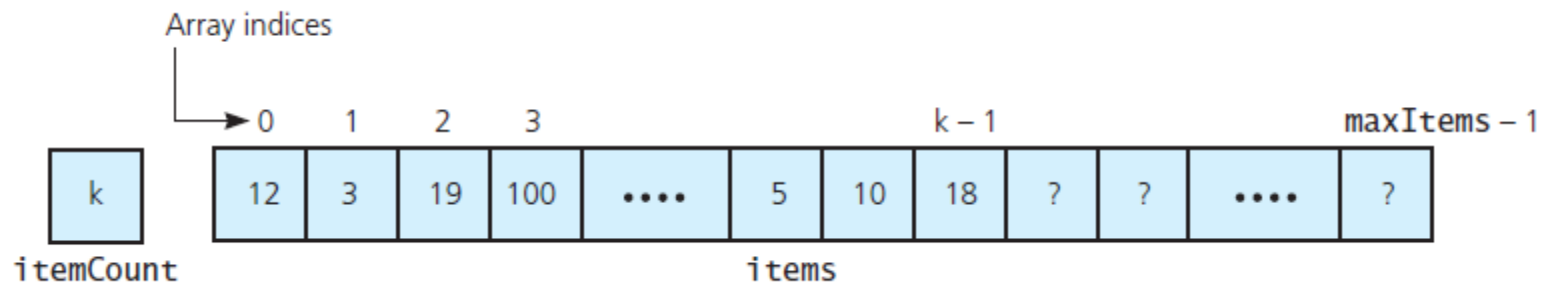 Array indices
0 1 2 3 k – 1 maxItems – 1
k 12 3 19 100 •••• 5 10 18 ? ? •••• ?
itemCount items